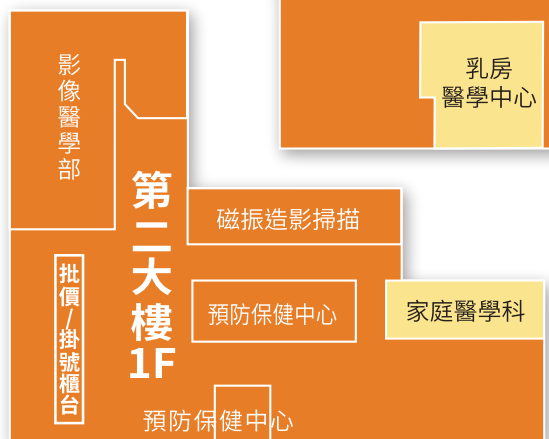 影像醫學部
乳房
醫學中心
第二大樓
1F
磁振造影掃描
批價/掛號櫃台
預防保健中心
家庭醫學科
預防保健中心